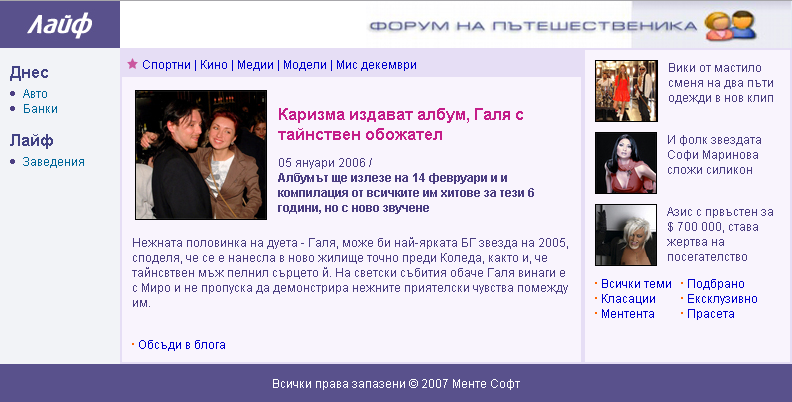 Лайф
ФОРУМ НА ПЪТЕШЕСТВЕНИКА
Днес
Авто
Банки
Лайф
Заведения
Спортни | Кино | Медии | Модели | Мис декември
Каризма издават албум, Галя с
тайнствен обожател
05 януари 2006 /
Албумът ще излезе на 14 февруари и и
компилация от всичките им хитове за тези 6
години, но с ново звучене
Нежната половинка на дуета - Галя, може би най-ярката БГ звезда на 2005,
споделя, че се е нанесла в ново жилище точно преди Коледа, както и, че
тайнсвтвен мъж пелнил сърцето й. На светски събития обаче Галя винаги е
с Миро и не пропуска да демонстрира нежните приятелски чувства помежду
им.
Обсъди в блога
Вики от мастило
сменя на два пъти
одежди в нов клип
И фолк звездата
Софи Маринова
сложи силикон
Азис с првъстен за
$ 700 000, става
жертва на
посегателство
Всички теми
Подбрано
Класации
Ексклузивно
Ментента
Прасета
Всички права запазени © 2007 Менте Софт